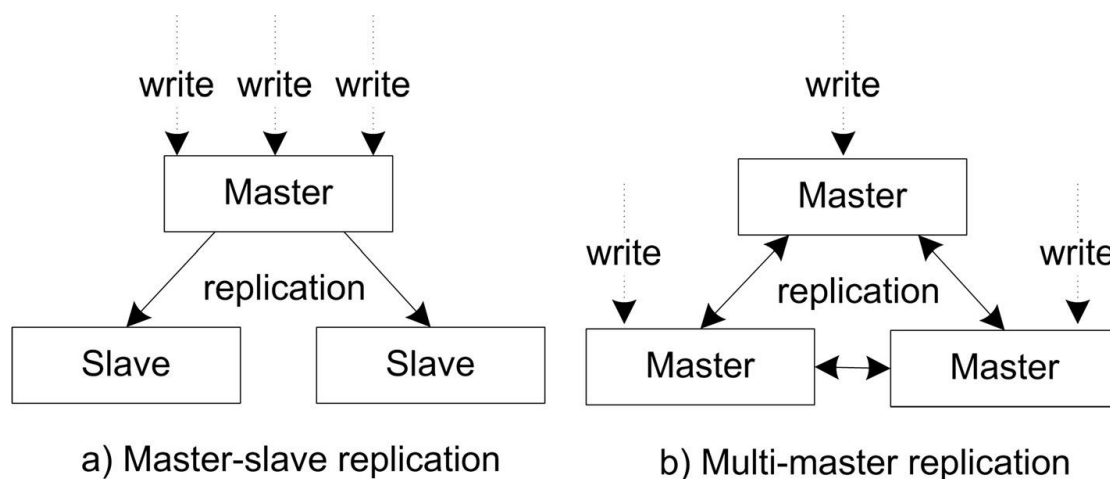 write write write
Master
replication
Slave Slave
a) Master-slave replication
write
Master
write write
replication
Master Master
b) Multi-master replication